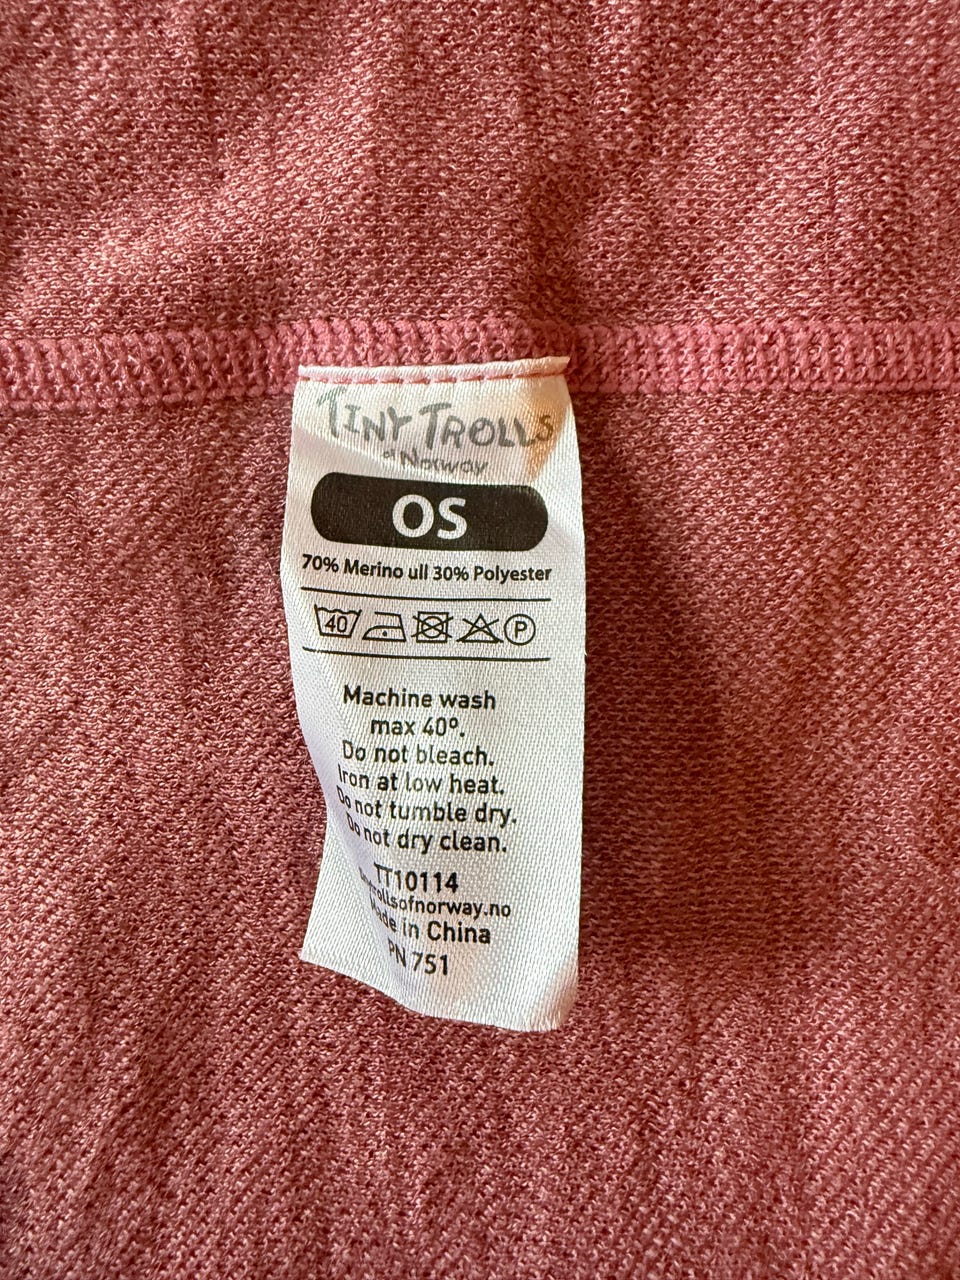 TINY TROLLS
of Norway
OS
70% Merino ull 30% Polyester
40 P
Machine wash
max 40º.
Do not bleach.
Iron at low heat.
Do not tumble dry.
Do not dry clean.
TT10114
Made in China
PN 751